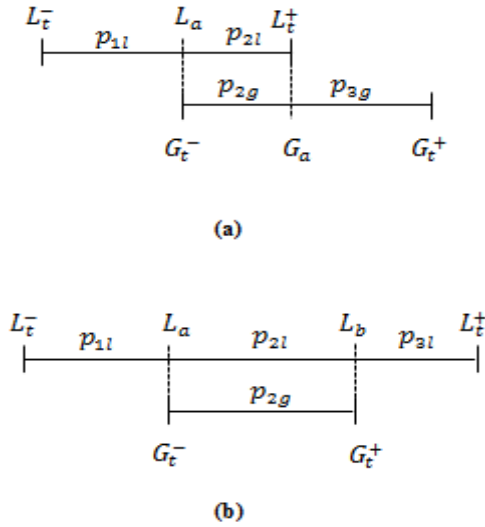 L_t^- L_a L_t^+
p_{1l} p_{2l}
p_{2g} p_{3g}
G_t^- G_a G_t^+
(a)
L_t^- L_a L_b L_t^+
p_{1l} p_{2l} p_{3l}
p_{2g}
G_t^- G_t^+
(b)